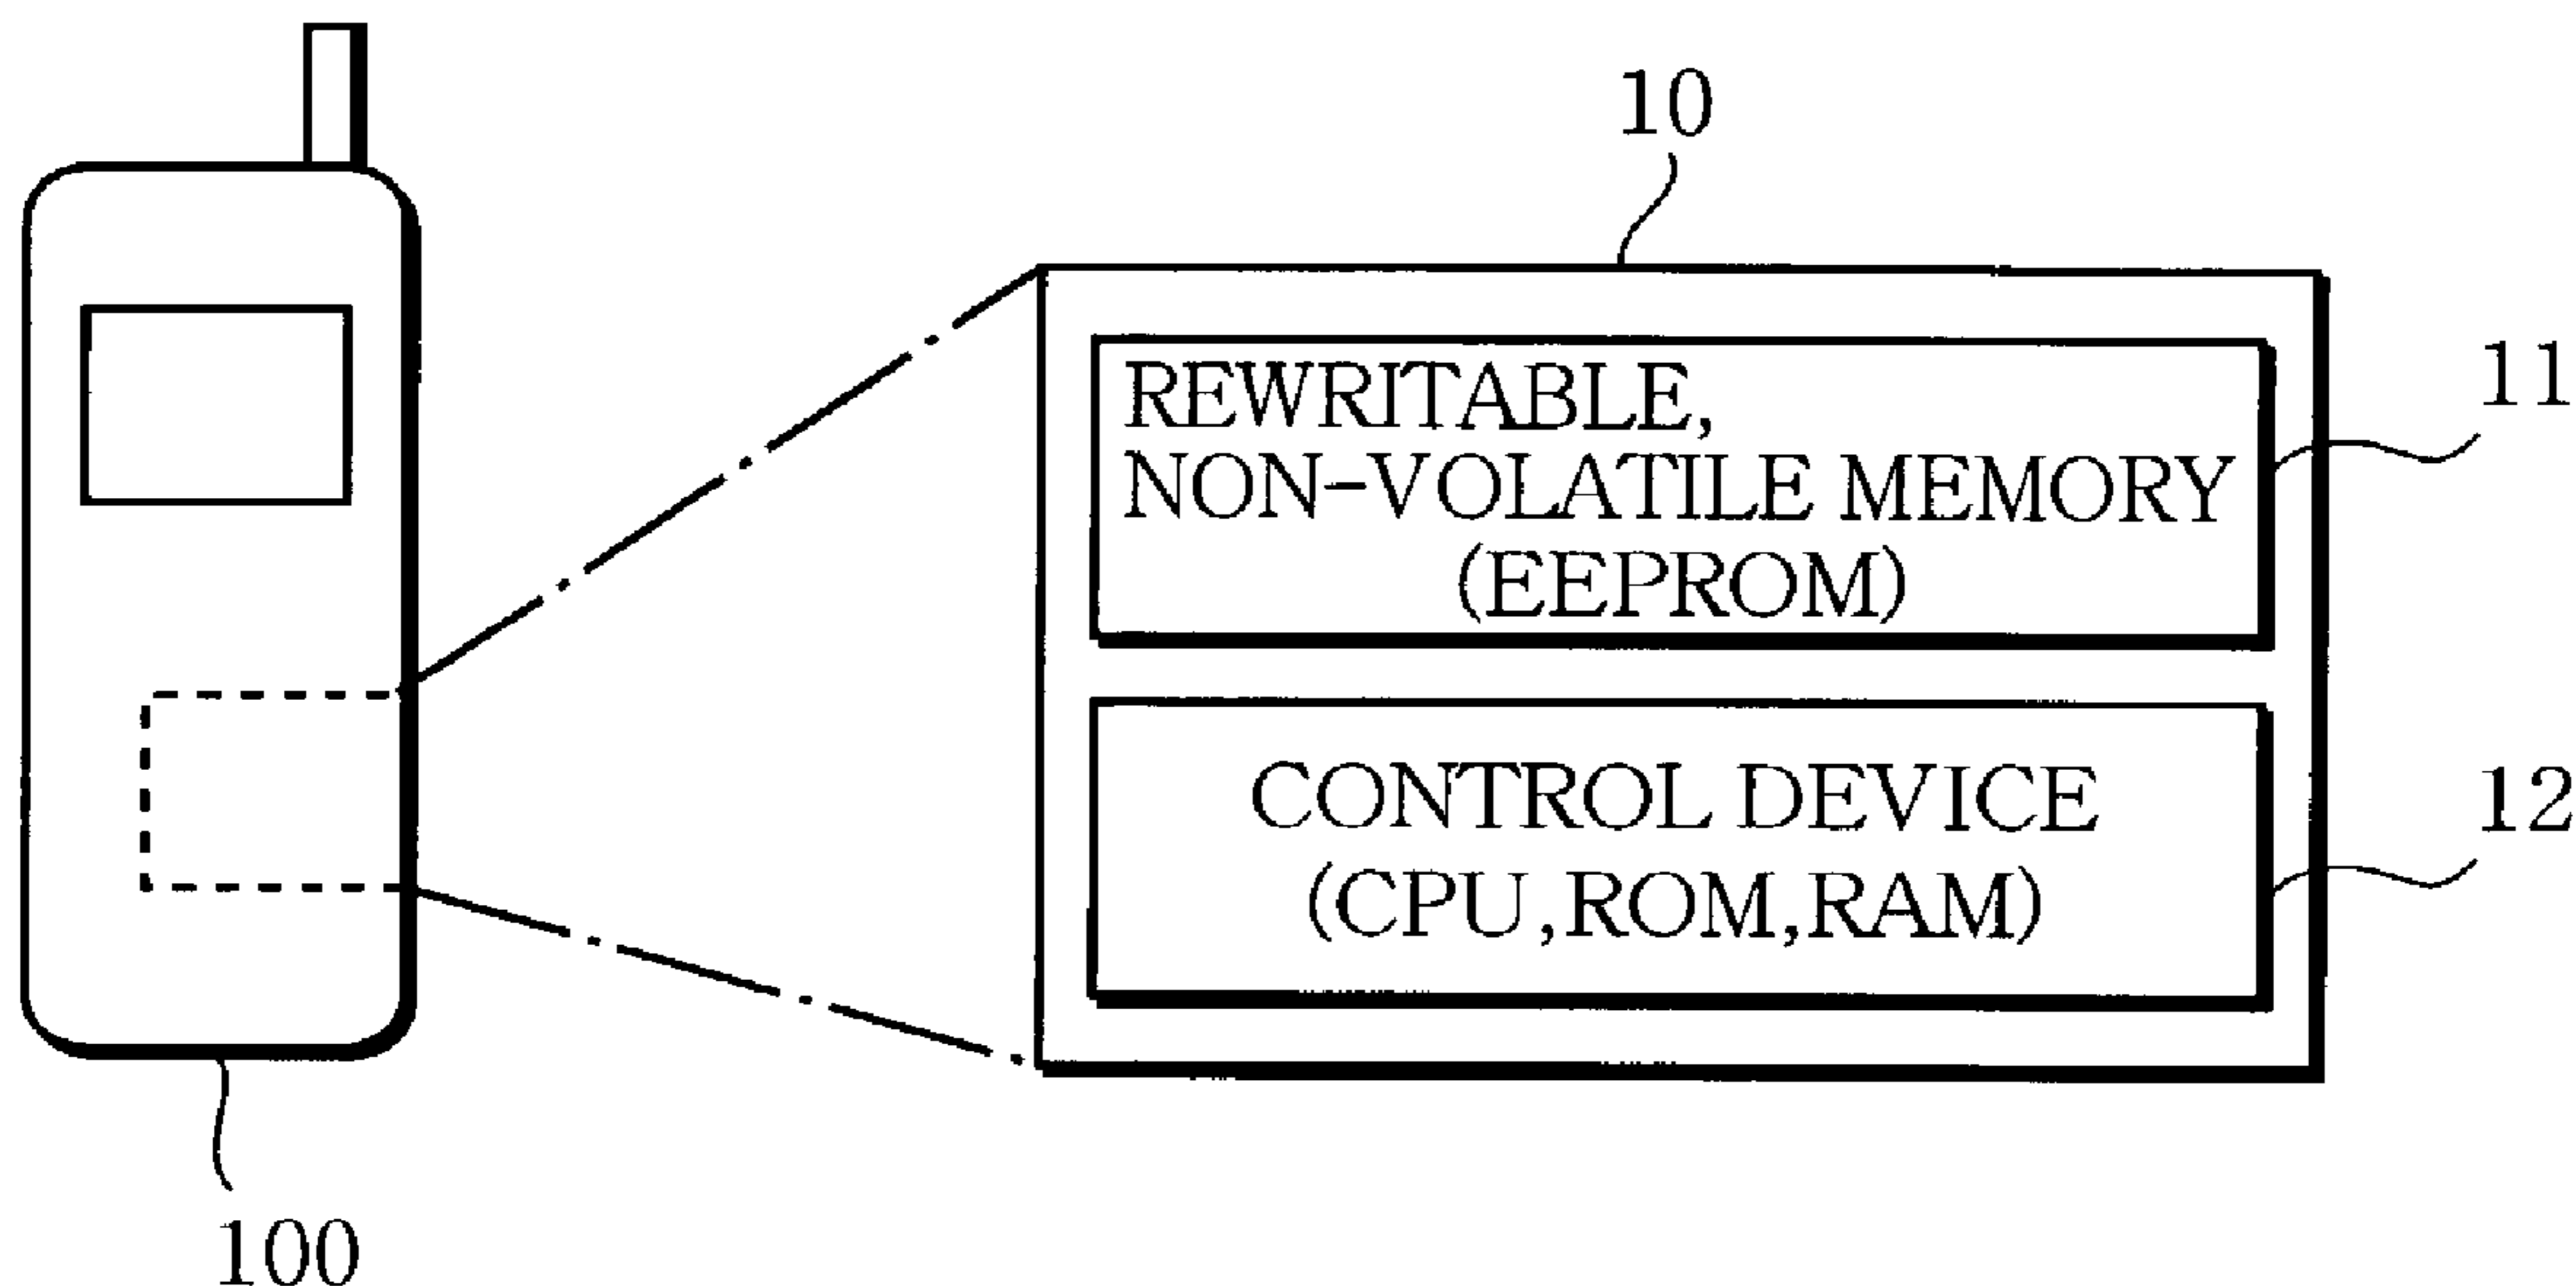 10
REWRITABLE,
NON-VOLATILE MEMORY
(EEPROM)
11
CONTROL DEVICE
(CPU,ROM,RAM)
12
100